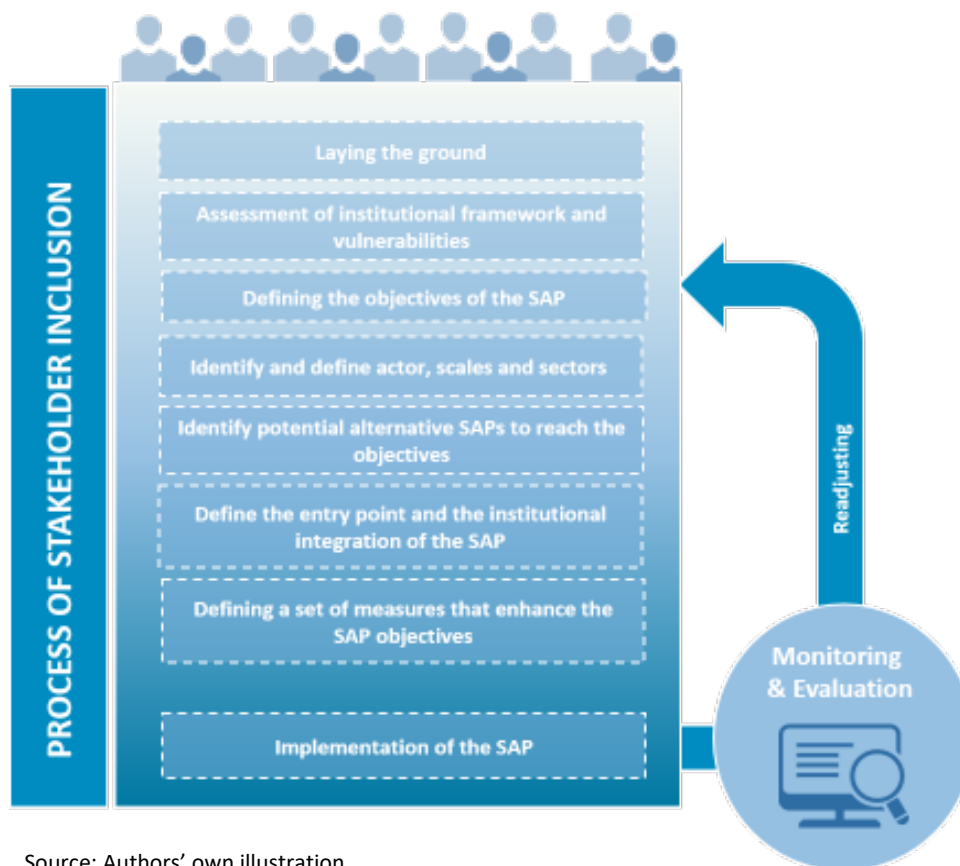 PROCESS OF STAKEHOLDER INCLUSION
Laying the ground
Assessment of institutional framework and
vulnerabilities
Defining the objectives of the SAP
Identify and define actor, scales and sectors
Identify potential alternative SAPs to reach the
objectives
Define the entry point and the institutional
integration of the SAP
Defining a set of measures that enhance the
SAP objectives
Implementation of the SAP
Readjusting
Monitoring
& Evaluation
Source: Authors' own illustration